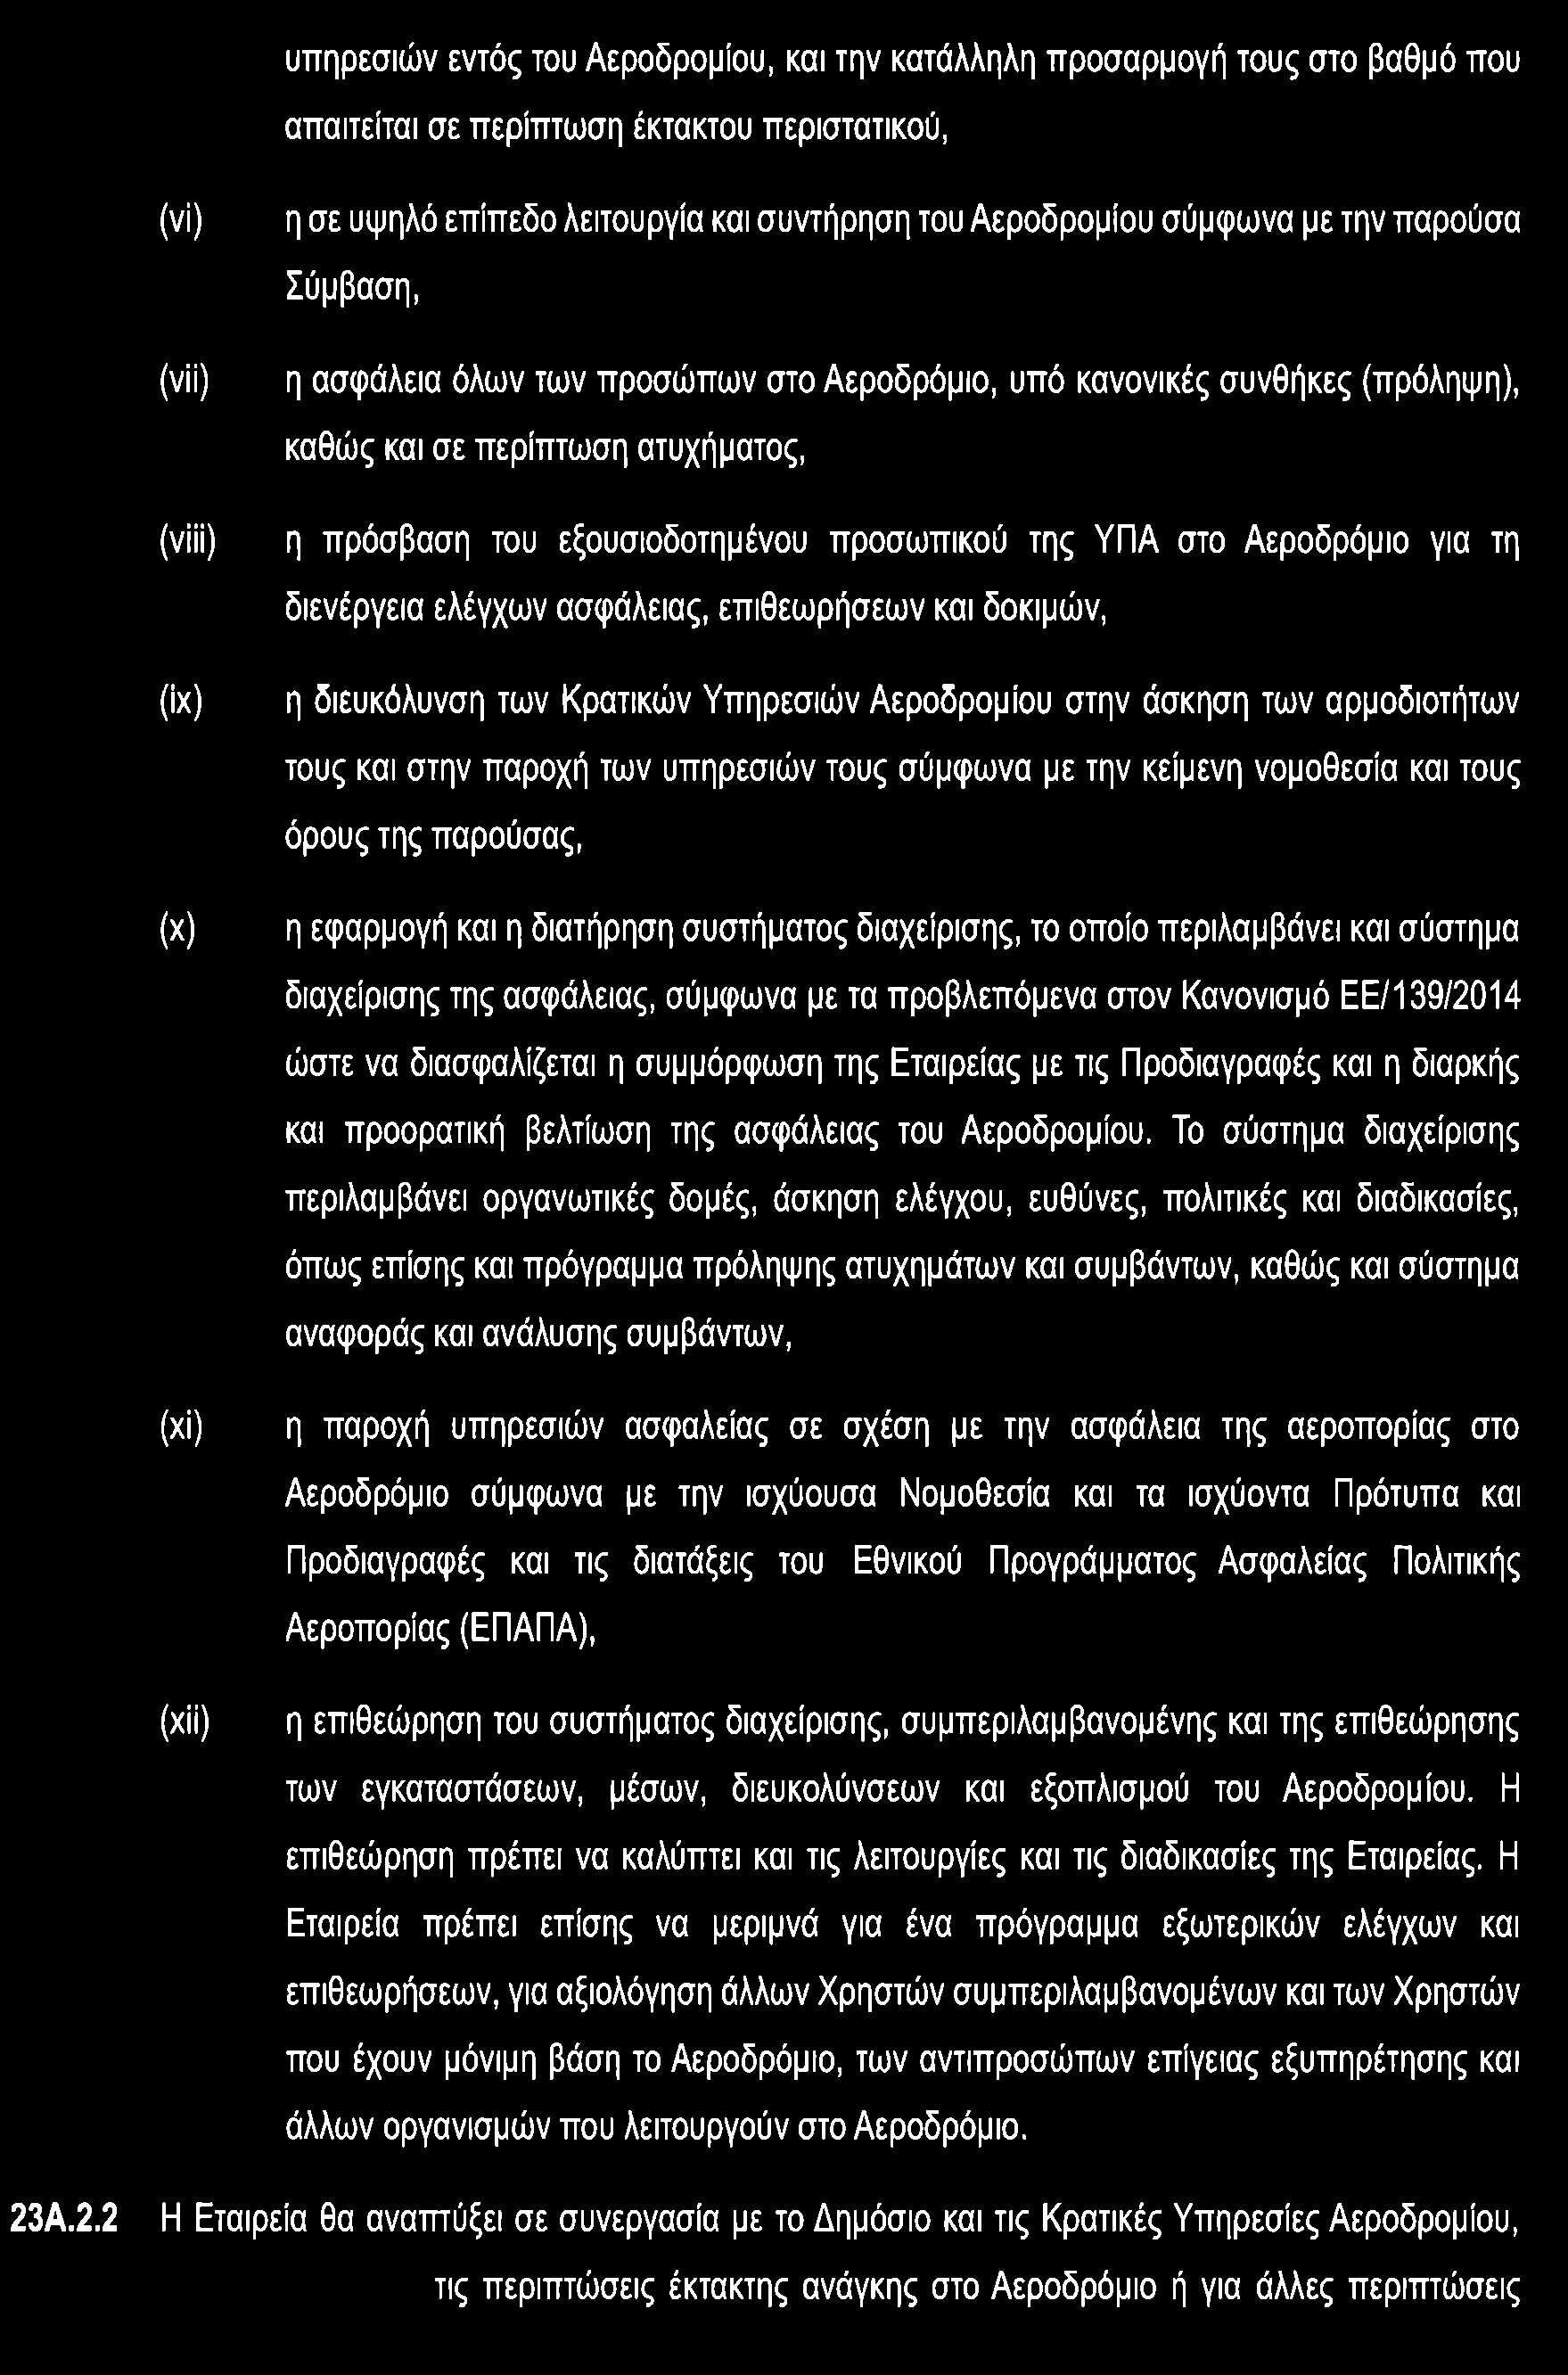 υπηρεσιών εντός του Αεροδρομίου, και την κατάλληλη προσαρμογή τους στο βαθμό που
απαιτείται σε περίπτωση έκτακτου περιστατικού,
(vi) η σε υψηλό επίπεδο λειτουργία και συντήρηση του Αεροδρομίου σύμφωνα με την παρούσα
Σύμβαση,
(vii) η ασφάλεια όλων των προσώπων στο Αεροδρόμιο, υπό κανονικές συνθήκες (πρόληψη),
καθώς και σε περίπτωση ατυχήματος,
(viii) η πρόσβαση του εξουσιοδοτημένου προσωπικού της ΥΠΑ στο Αεροδρόμιο για τη
διενέργεια ελέγχων ασφάλειας, επιθεωρήσεων και δοκιμών,
(ix) η διευκόλυνση των Κρατικών Υπηρεσιών Αεροδρομίου στην άσκηση των αρμοδιοτήτων
τους και στην παροχή των υπηρεσιών τους σύμφωνα με την κείμενη νομοθεσία και τους
όρους της παρούσας,
(x) η εφαρμογή και η διατήρηση συστήματος διαχείρισης, το οποίο περιλαμβάνει και σύστημα
διαχείρισης της ασφάλειας, σύμφωνα με τα προβλεπόμενα στον Κανονισμό ΕΕ/139/2014
ώστε να διασφαλίζεται η συμμόρφωση της Εταιρείας με τις Προδιαγραφές και η διαρκής
και προορατική βελτίωση της ασφάλειας του Αεροδρομίου. Το σύστημα διαχείρισης
περιλαμβάνει οργανωτικές δομές, άσκηση ελέγχου, ευθύνες, πολιτικές και διαδικασίες,
όπως επίσης και πρόγραμμα πρόληψης ατυχημάτων και συμβάντων, καθώς και σύστημα
αναφοράς και ανάλυσης συμβάντων,
(xi) η παροχή υπηρεσιών ασφαλείας σε σχέση με την ασφάλεια της αεροπορίας στο
Αεροδρόμιο σύμφωνα με την ισχύουσα Νομοθεσία και τα ισχύοντα Πρότυπα και
Προδιαγραφές και τις διατάξεις του Εθνικού Προγράμματος Ασφαλείας Πολιτικής
Αεροπορίας (ΕΠΑΠΑ),
(xii) η επιθεώρηση του συστήματος διαχείρισης, συμπεριλαμβανομένης και της επιθεώρησης
των εγκαταστάσεων, μέσων, διευκολύνσεων και εξοπλισμού του Αεροδρομίου. Η
επιθεώρηση πρέπει να καλύπτει και τις λειτουργίες και τις διαδικασίες της Εταιρείας. Η
Εταιρεία πρέπει επίσης να μεριμνά για ένα πρόγραμμα εξωτερικών ελέγχων και
επιθεωρήσεων, για αξιολόγηση άλλων Χρηστών συμπεριλαμβανομένων και των Χρηστών
που έχουν μόνιμη βάση το Αεροδρόμιο, των αντιπροσώπων επίγειας εξυπηρέτησης και
άλλων οργανισμών που λειτουργούν στο Αεροδρόμιο.
23Α.2.2 Η Εταιρεία θα αναπτύξει σε συνεργασία με το Δημόσιο και τις Κρατικές Υπηρεσίες Αεροδρομίου,
τις περιπτώσεις έκτακτης ανάγκης στο Αεροδρόμιο ή για άλλες περιπτώσεις